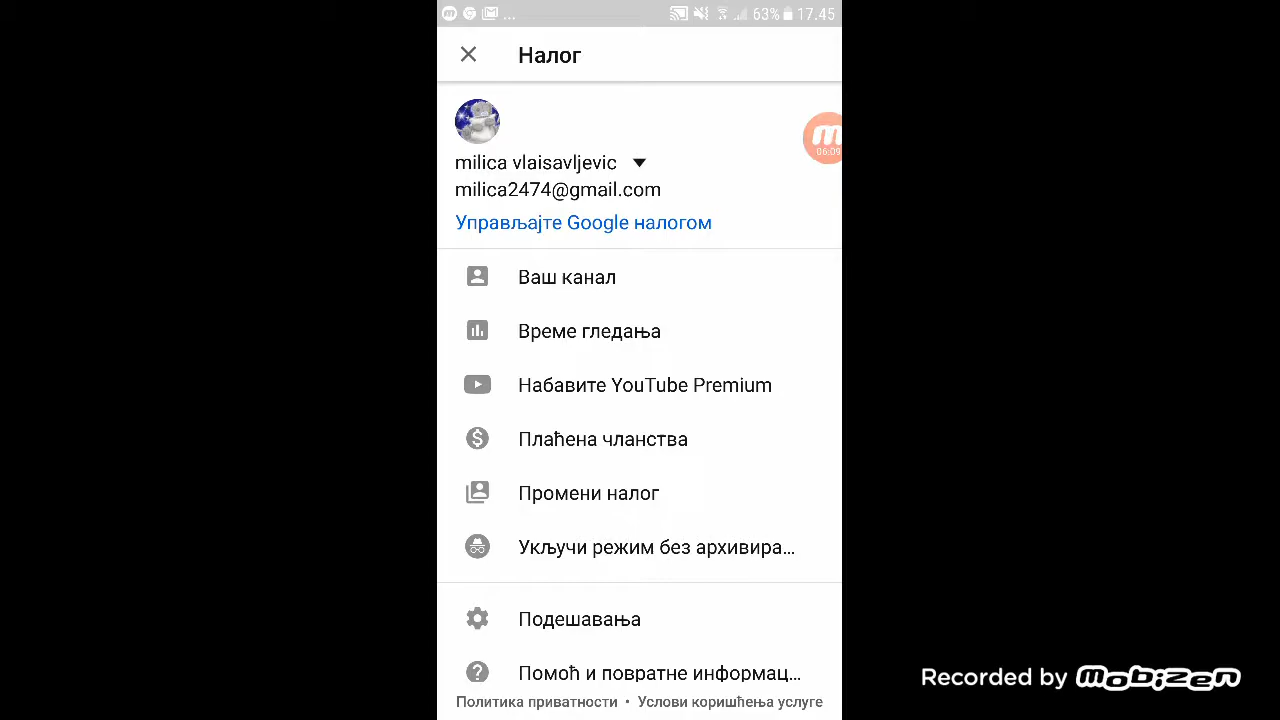 ... 63% 17.45
Налог
06:09
milica vlaisavljevic
milica2474@gmail.com
Управљајте Google налогом
Ваш канал
Време гледања
Набавите YouTube Premium
Плаћена чланства
Промени налог
Укључи режим без архивира...
Подешавања
Помоћ и повратне информац...
Политика приватности • Услови коришћења услуге
Recorded by mobizen